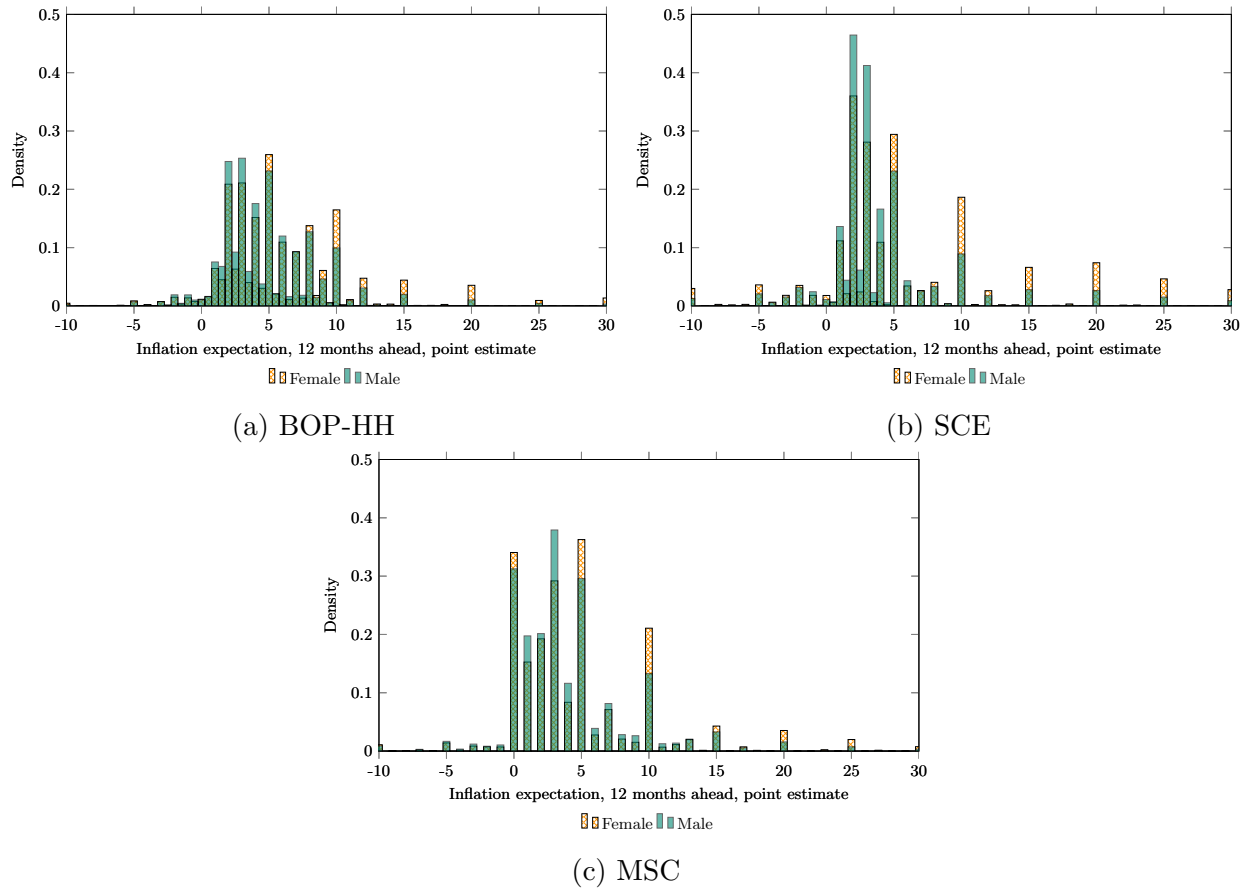 0.5
0.4
0.3
0.2
0.1
0
Density
-10 -5 0 5 10 15 20 25 30
Inflation expectation, 12 months ahead, point estimate
Female Male
(a) BOP-HH
0.5
0.4
0.3
0.2
0.1
0
Density
-10 -5 0 5 10 15 20 25 30
Inflation expectation, 12 months ahead, point estimate
Female Male
(b) SCE
0.5
0.4
0.3
0.2
0.1
0
Density
-10 -5 0 5 10 15 20 25 30
Inflation expectation, 12 months ahead, point estimate
Female Male
(c) MSC